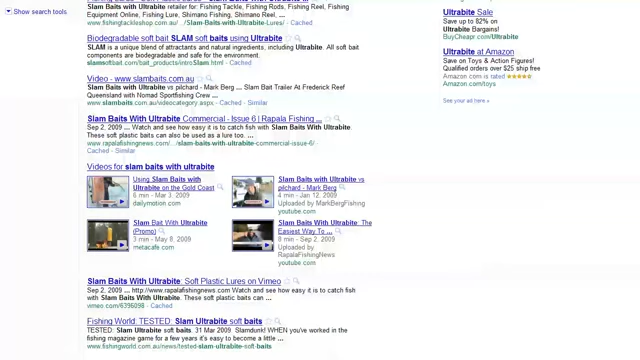 Slam Baits With Ultrabite retailer for Fishing Tackle, Fishing Rods, Fishing Reel, Fishing
Equipment Online, Fishing Lure, Shimano Fishing, Shimano Reel, ...
www.fishingtackleshop.com.au/.../Slam-Baits-With-Ultrabite-Lures/ - Cached
Biodegradable soft bait SLAM soft baits using Ultrabite
SLAM is a unique blend of attractants and natural ingredients, including Ultrabite. All soft bait
components are biodegradable and safe for the environment.
slamsoftbait.com/bait_products/introSlam.html - Cached
Video - www.slambaits.com.au
Slam Baits With Ultrabite vs pilchard - Mark Berg ... Slam Bait Trailer At Frederick Reef
Queensland with Nomad Sportfishing Crew ...
www.slambaits.com.au/videocategory.aspx - Cached - Similar
Slam Baits With Ultrabite Commercial - Issue 6 | Rapala Fishing ...
Sep 2, 2009 ... Watch and see how easy it is to catch fish with Slam Baits With Ultrabite.
These soft plastic baits can also be used as a lure too. ...
www.rapalafishingnews.com/.../slam-baits-with-ultrabite-commercial-issue-6/ -
Cached - Similar
Videos for slam baits with ultrabite
Using Slam Baits with
Ultrabite on the Gold Coast
6 min - Mar 3, 2009
dailymotion.com
Slam Baits With Ultrabite vs
pilchard - Mark Berg
4 min - Jan 12, 2009
Uploaded by MarkBergFishing
youtube.com
Slam Bait With Ultrabite
(Promo)
3 min - May 8, 2009
metacafe.com
Slam Baits With Ultrabite: The
Easiest Way To ...
8 min - Sep 2, 2009
Uploaded by
RapalaFishingNews
youtube.com
Slam Baits With Ultrabite: Soft Plastic Lures on Vimeo
Sep 2, 2009 ... http://www.rapalafishingnews.com Watch and see how easy it is to catch fish
with Slam Baits With Ultrabite. These soft plastic baits can ...
vimeo.com/6396098 - Cached
Fishing World: TESTED: Slam Ultrabite soft baits
TESTED: Slam Ultrabite soft baits. 31 Mar 2009. Slamdunk! WHEN you've worked in the
fishing magazine game for a few years it's easy to become a little ...
www.fishingworld.com.au/news/tested-slam-ultrabite-soft-baits
Show search tools
Ultrabite Sale
Save up to 82% on
Ultrabite Bargains!
BuyCheapr.com/Ultrabite
Ultrabite at Amazon
Save on Toys & Action Figures!
Qualified orders over $25 ship free
Amazon.com is rated
Amazon.com/toys
See your ad here »